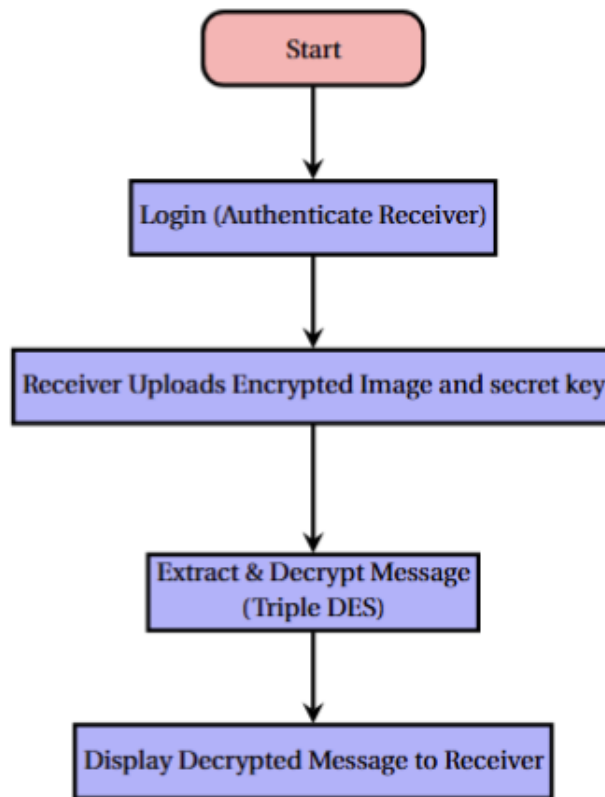 Start
Login (Authenticate Receiver)
Receiver Uploads Encrypted Image and secret key
Extract & Decrypt Message
(Triple DES)
Display Decrypted Message to Receiver